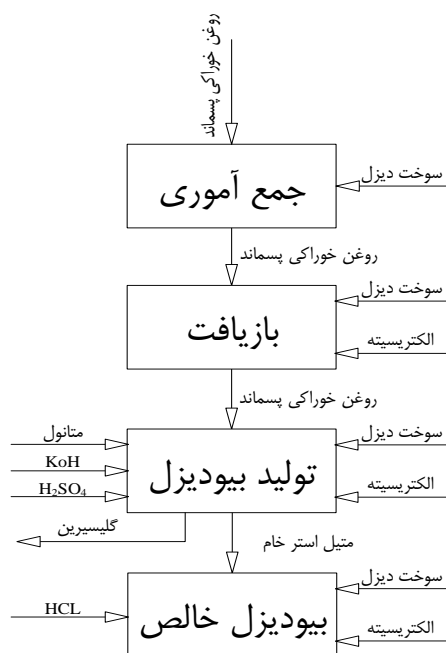 روغن خوراکی پسماند
سوخت دیزل
جمع آموری
روغن خوراکی پسماند
سوخت دیزل
بازیافت
الکتریسیته
روغن خوراکی پسماند
متانول
سوخت دیزل
KoH
تولید بیودیزل
H₂SO₄
الکتریسیته
گلیسیرین
متیل استر خام
سوخت دیزل
HCL
بیودیزل خالص
الکتریسیته